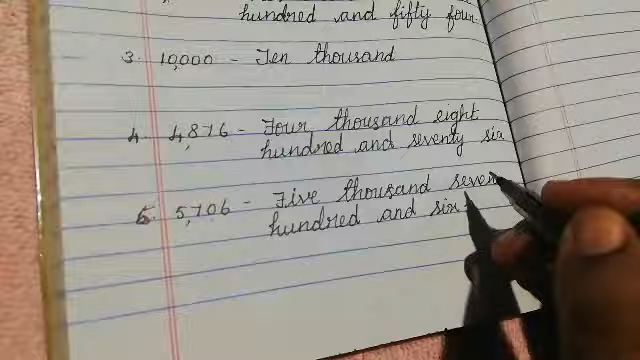 hundred and fifty four
3. 10,000 - Ten thousand
4. 4,876 - Four thousand eight
hundred and seventy six
5. 5,706 - Five thousand seven
hundred and six